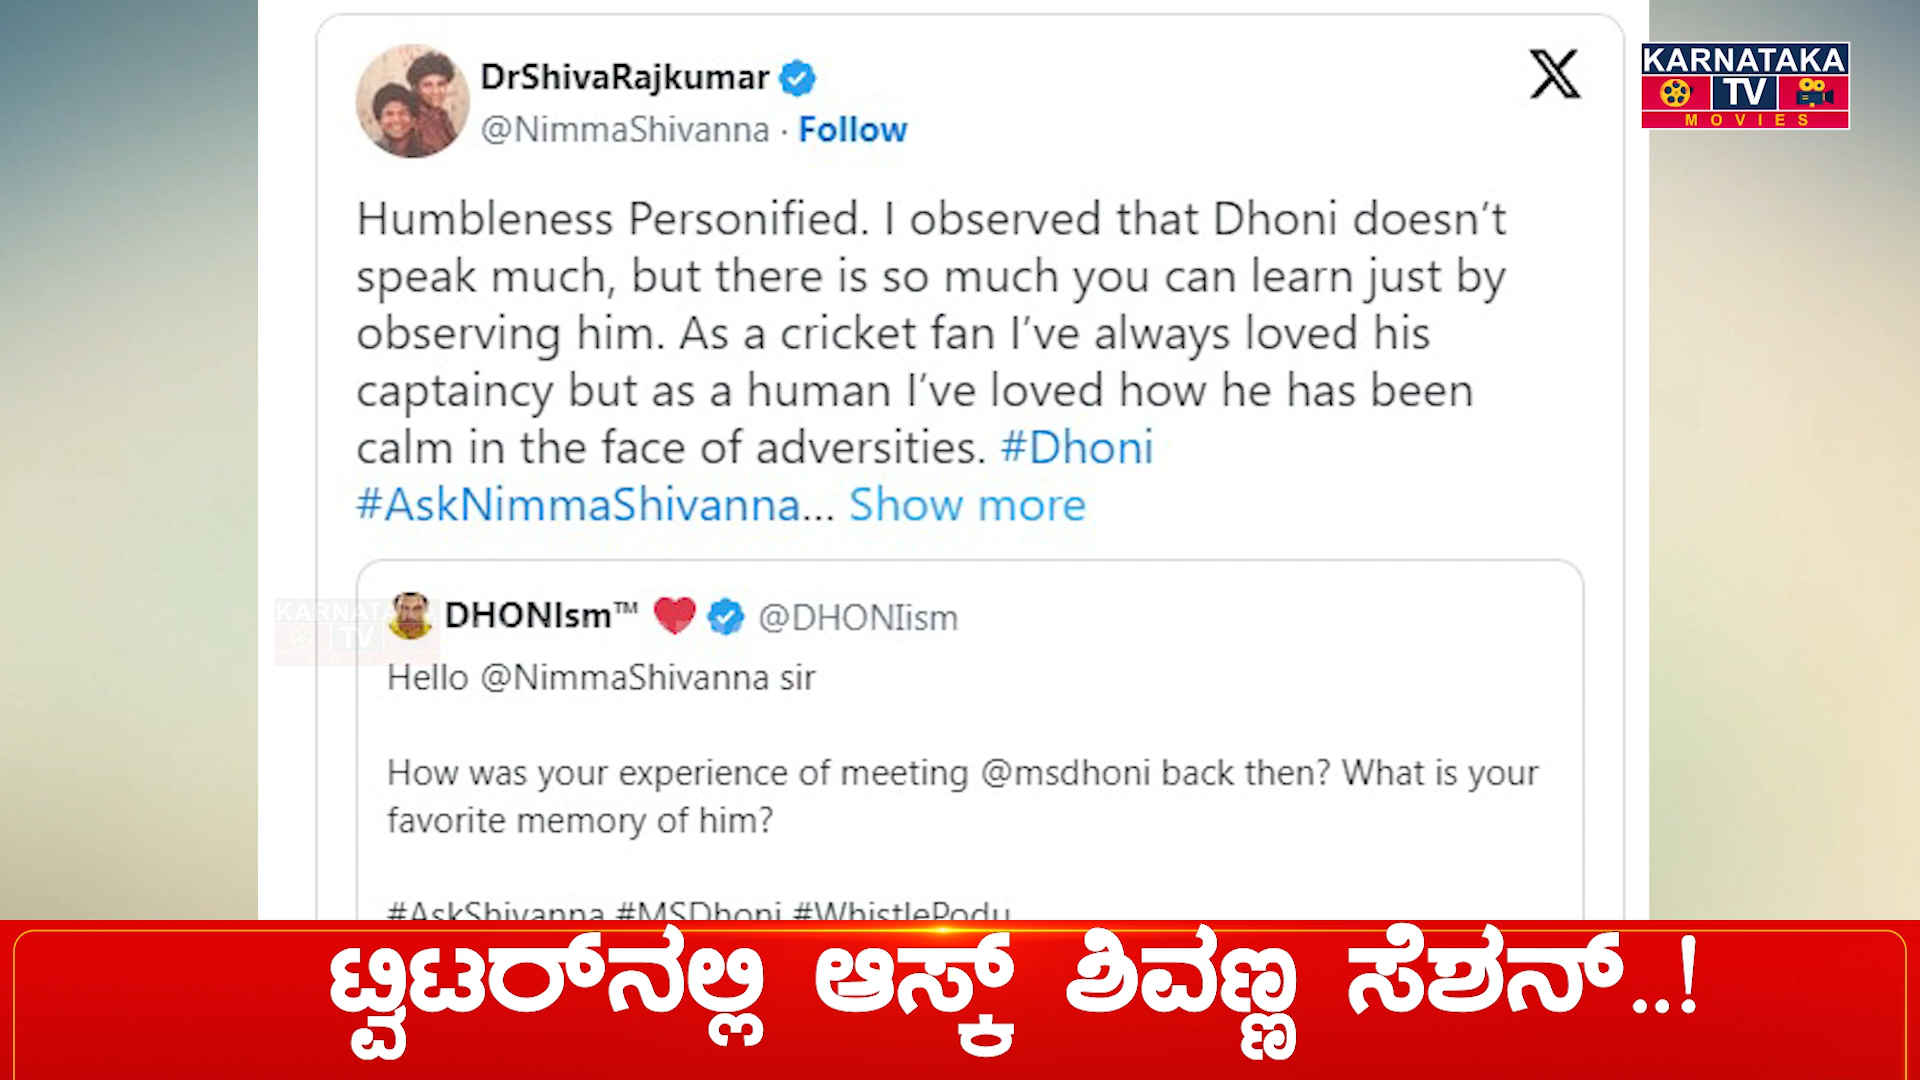 DrShivaRajkumar
@NimmaShivanna · Follow
X
KARNATAKA
TV
MOVIES
Humbleness Personified. I observed that Dhoni doesn’t
speak much, but there is so much you can learn just by
observing him. As a cricket fan I’ve always loved his
captaincy but as a human I’ve loved how he has been
calm in the face of adversities. #Dhoni
#AskNimmaShivanna... Show more
KARNATAKA
TV
DHONIsm™ ❤️ @DHONIism
Hello @NimmaShivanna sir
How was your experience of meeting @msdhoni back then? What is your
favorite memory of him?
#AskShivanna #MSDhoni #WhistlePodu
ಟ್ವಿಟರ್‌ನಲ್ಲಿ ಆಸ್ಕ್ ಶಿವಣ್ಣ ಸೆಶನ್..!